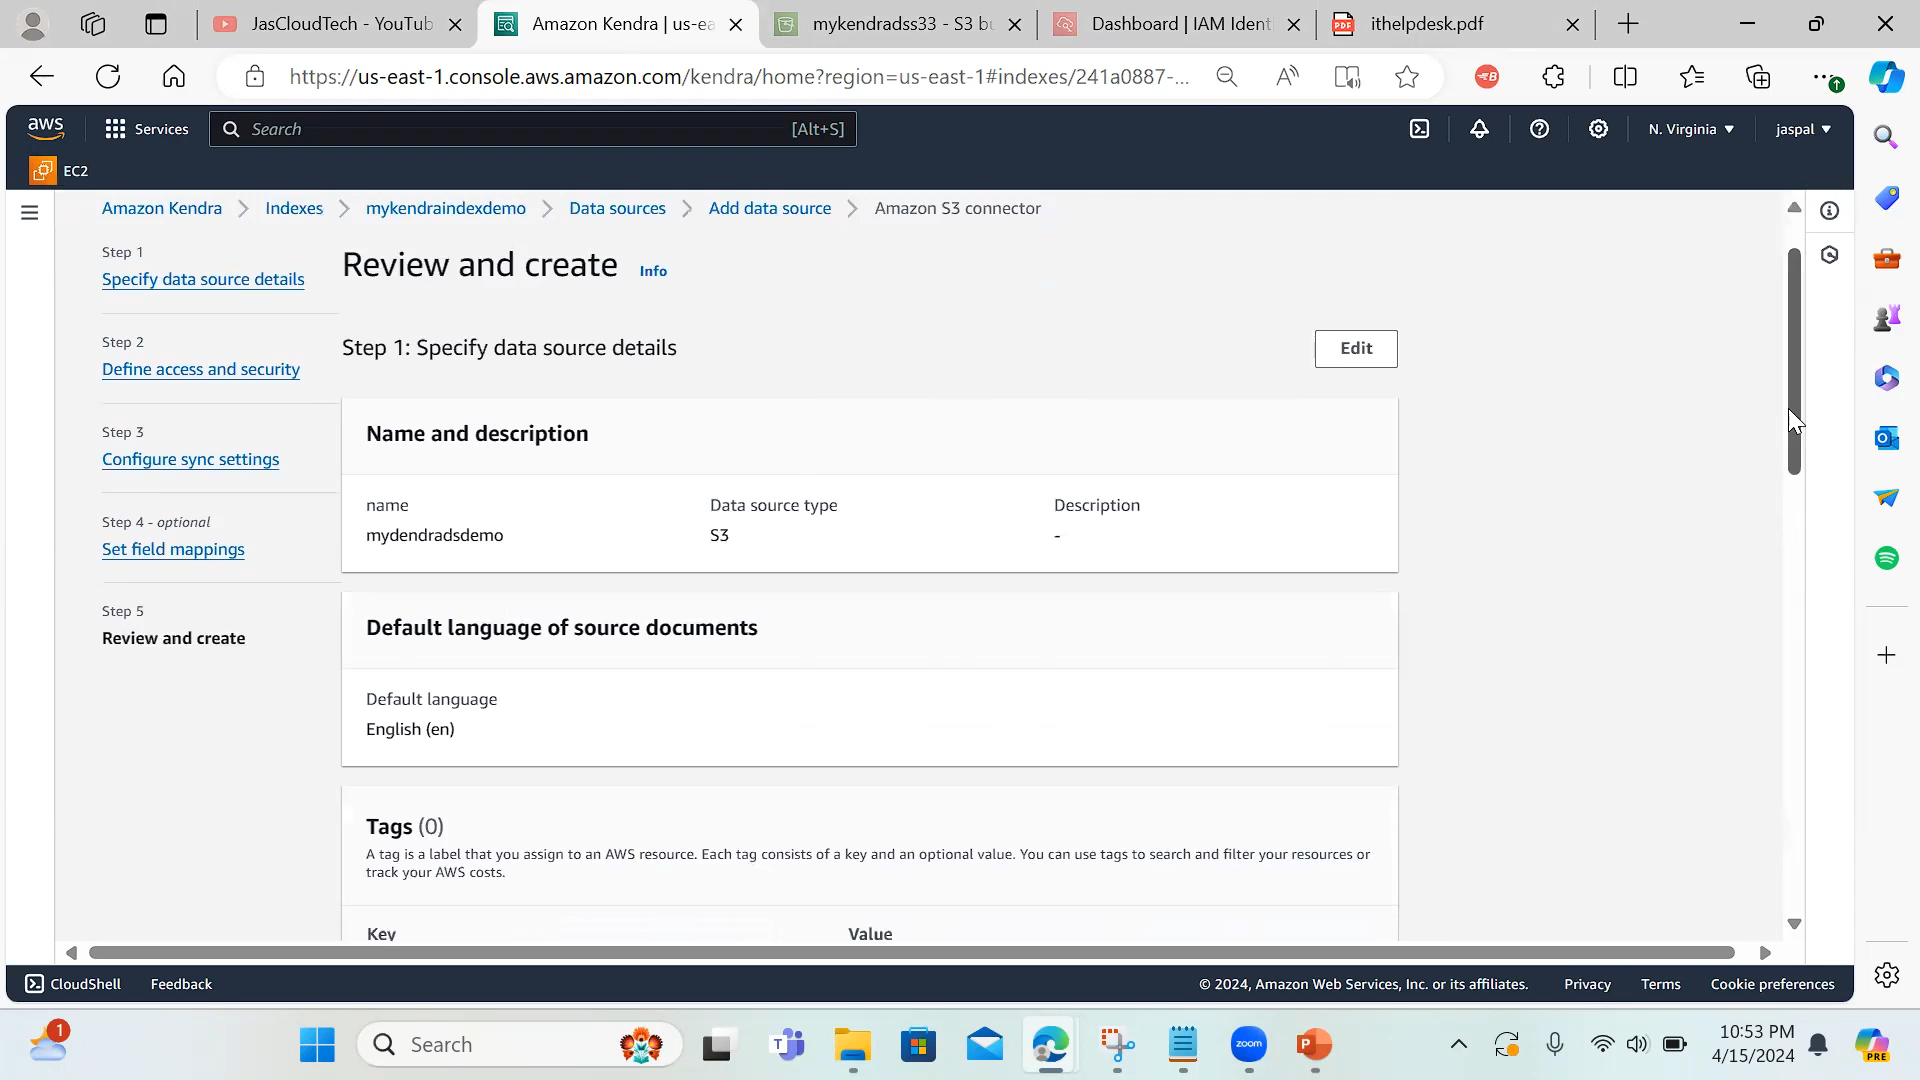 JasCloudTech - YouTub
Amazon Kendra | us-ea
mykendradss33 - S3 bu
Dashboard | IAM Ident
PDF
ithelpdesk.pdf
https://us-east-1.console.aws.amazon.com/kendra/home?region=us-east-1#indexes/241a0887-...
aws
Services
Search
[Alt+S]
N. Virginia
jaspal
EC2
Amazon Kendra
Indexes
mykendraindexdemo
Data sources
Add data source
Amazon S3 connector
Step 1
Specify data source details
Step 2
Define access and security
Step 3
Configure sync settings
Step 4 - optional
Set field mappings
Step 5
Review and create
Review and create
Info
Step 1: Specify data source details
Edit
Name and description
name
mydendradsdemo
Data source type
S3
Description
-
Default language of source documents
Default language
English (en)
Tags (0)
A tag is a label that you assign to an AWS resource. Each tag consists of a key and an optional value. You can use tags to search and filter your resources or
track your AWS costs.
Key
Value
CloudShell
Feedback
© 2024, Amazon Web Services, Inc. or its affiliates.
Privacy
Terms
Cookie preferences
1
Search
zoom
10:53 PM
4/15/2024
PRE